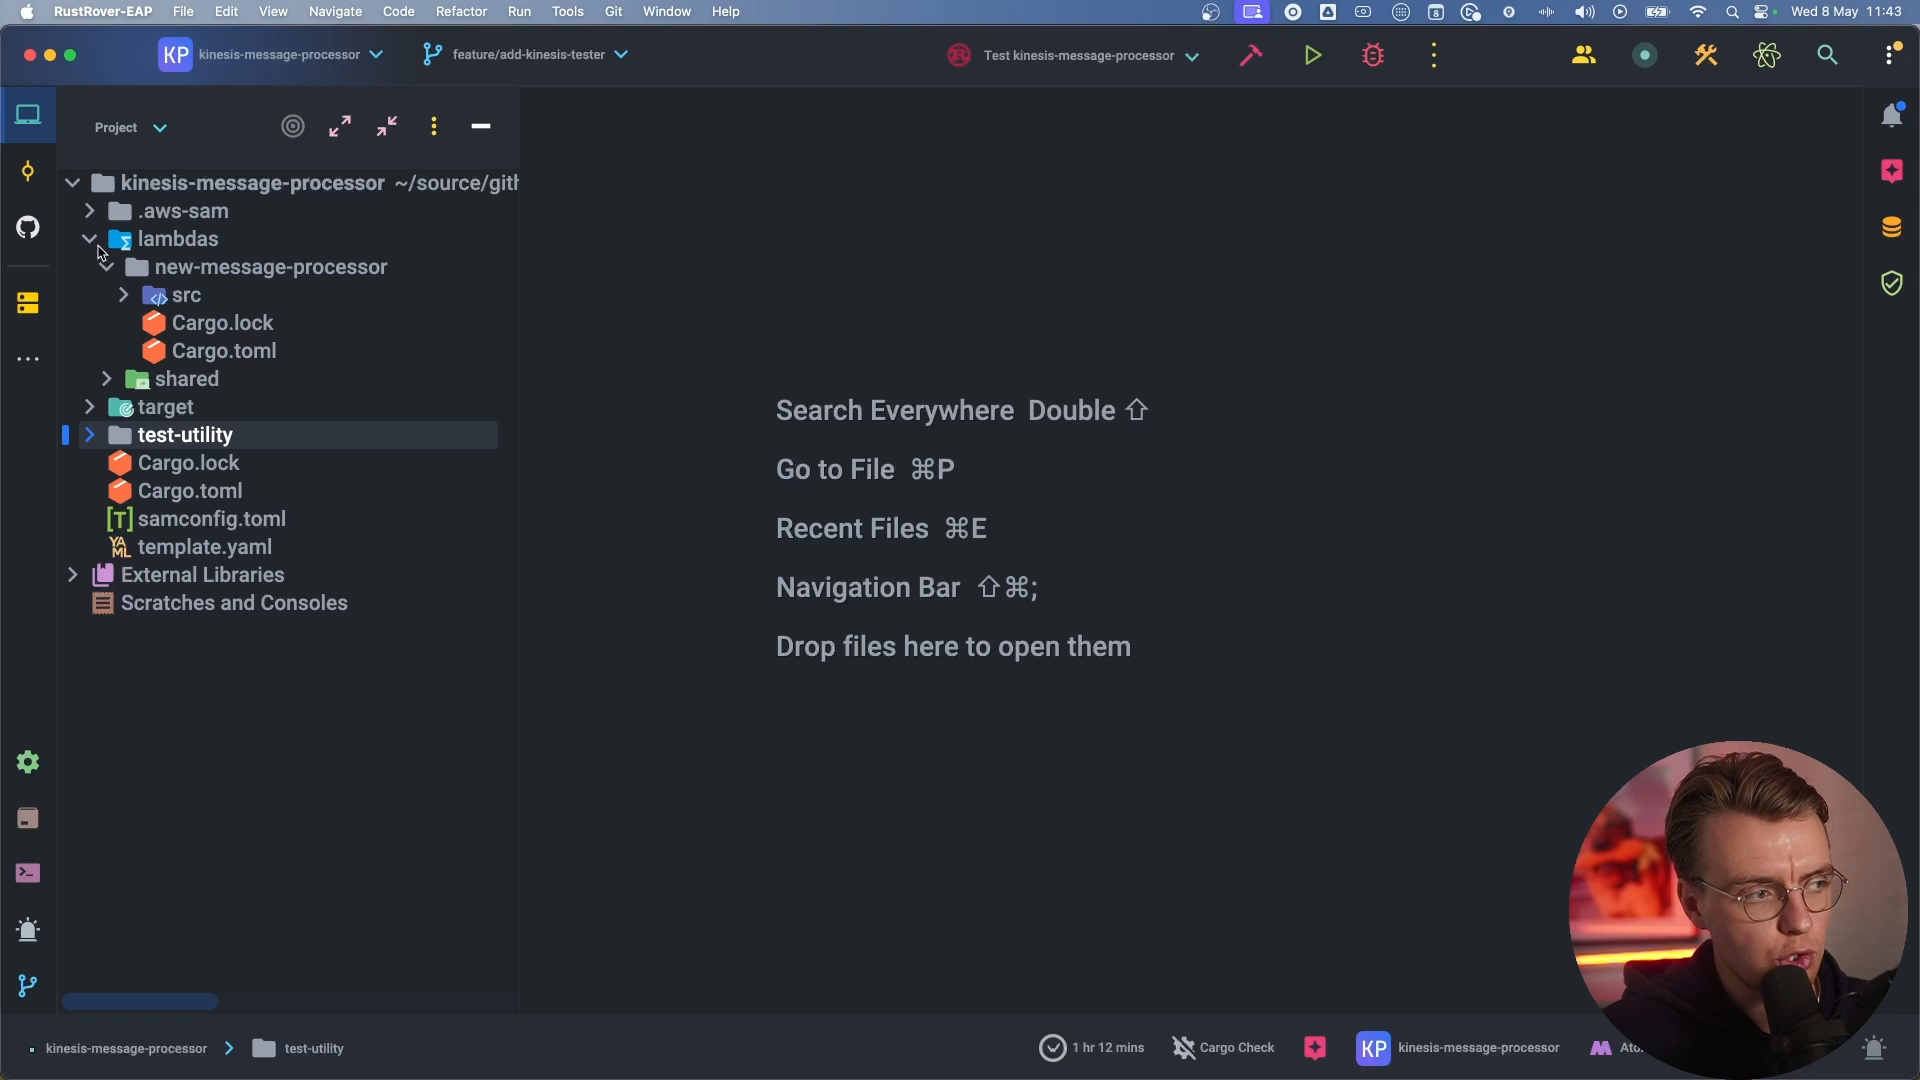 RustRover-EAP File Edit View Navigate Code Refactor Run Tools Git Window Help Wed 8 May 11:43
KP kinesis-message-processor feature/add-kinesis-tester Test kinesis-message-processor
Project
kinesis-message-processor ~/source/gith
.aws-sam
lambdas
new-message-processor
src
Cargo.lock
Cargo.toml
shared
target
test-utility
Cargo.lock
Cargo.toml
samconfig.toml
template.yaml
External Libraries
Scratches and Consoles
Search Everywhere Double ⇧
Go to File ⌘P
Recent Files ⌘E
Navigation Bar ⇧⌘;
Drop files here to open them
kinesis-message-processor test-utility 1 hr 12 mins Cargo Check KP kinesis-message-processor